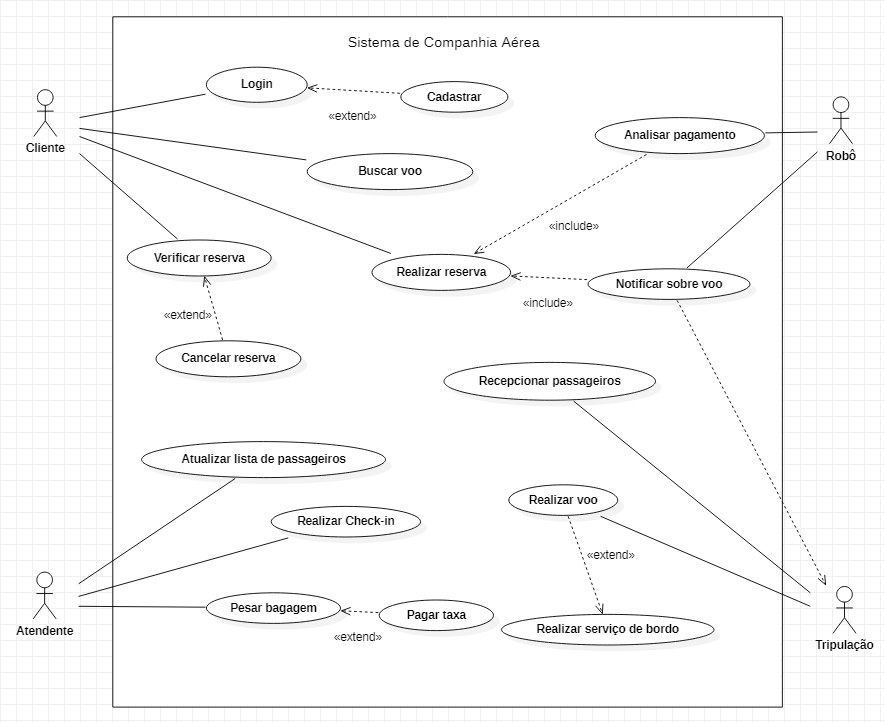 Sistema de Companhia Aérea
Login
Cadastrar
«extend»
Analisar pagamento
Cliente
Robô
Buscar voo
«include»
Verificar reserva
Realizar reserva
Notificar sobre voo
«include»
«extend»
Cancelar reserva
Recepcionar passageiros
Atualizar lista de passageiros
Realizar voo
Realizar Check-in
«extend»
Pesar bagagem
Pagar taxa
Atendente
Realizar serviço de bordo
«extend»
Tripulação